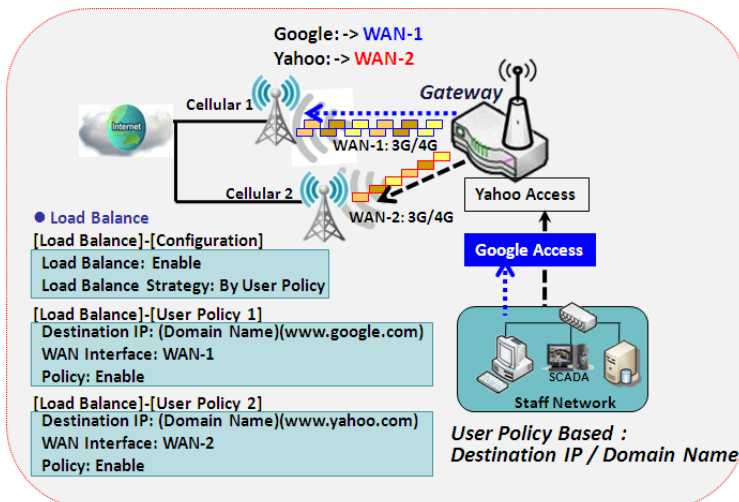 Google: -> WAN-1
Yahoo: -> WAN-2
Gateway
Cellular 1
Internet
WAN-1: 3G/4G
Cellular 2
WAN-2: 3G/4G
Yahoo Access
Google Access
● Load Balance
[Load Balance]-[Configuration]
Load Balance: Enable
Load Balance Strategy: By User Policy
[Load Balance]-[User Policy 1]
Destination IP: (Domain Name)(www.google.com)
WAN Interface: WAN-1
Policy: Enable
[Load Balance]-[User Policy 2]
Destination IP: (Domain Name)(www.yahoo.com)
WAN Interface: WAN-2
Policy: Enable
SCADA
Staff Network
User Policy Based :
Destination IP / Domain Name